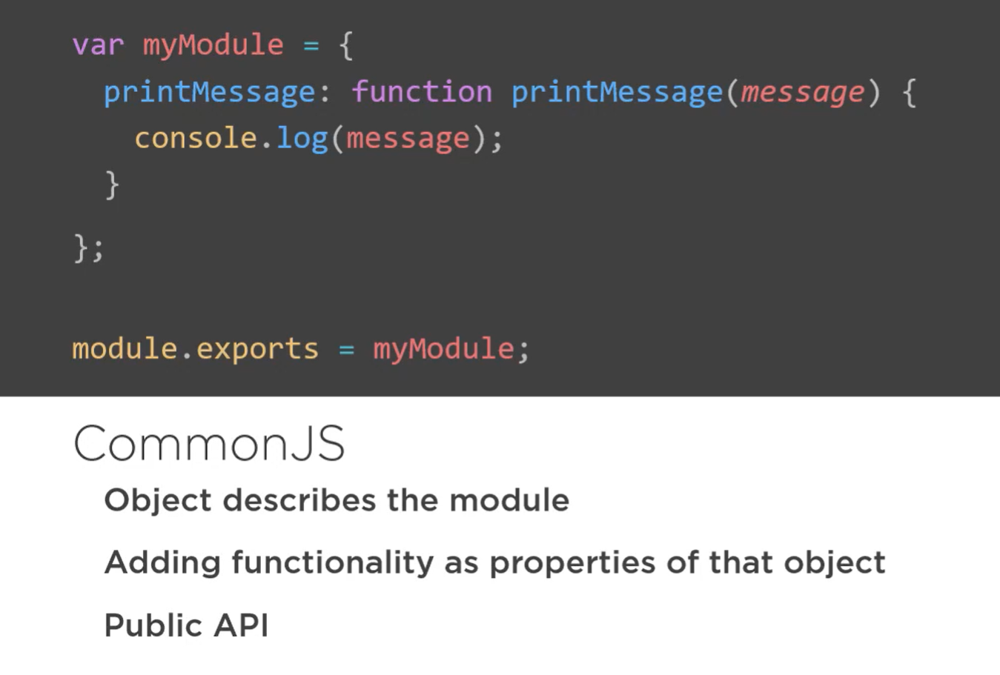 var myModule = {
printMessage: function printMessage(message) {
console.log(message);
}
};
module.exports = myModule;
CommonJS
Object describes the module
Adding functionality as properties of that object
Public API